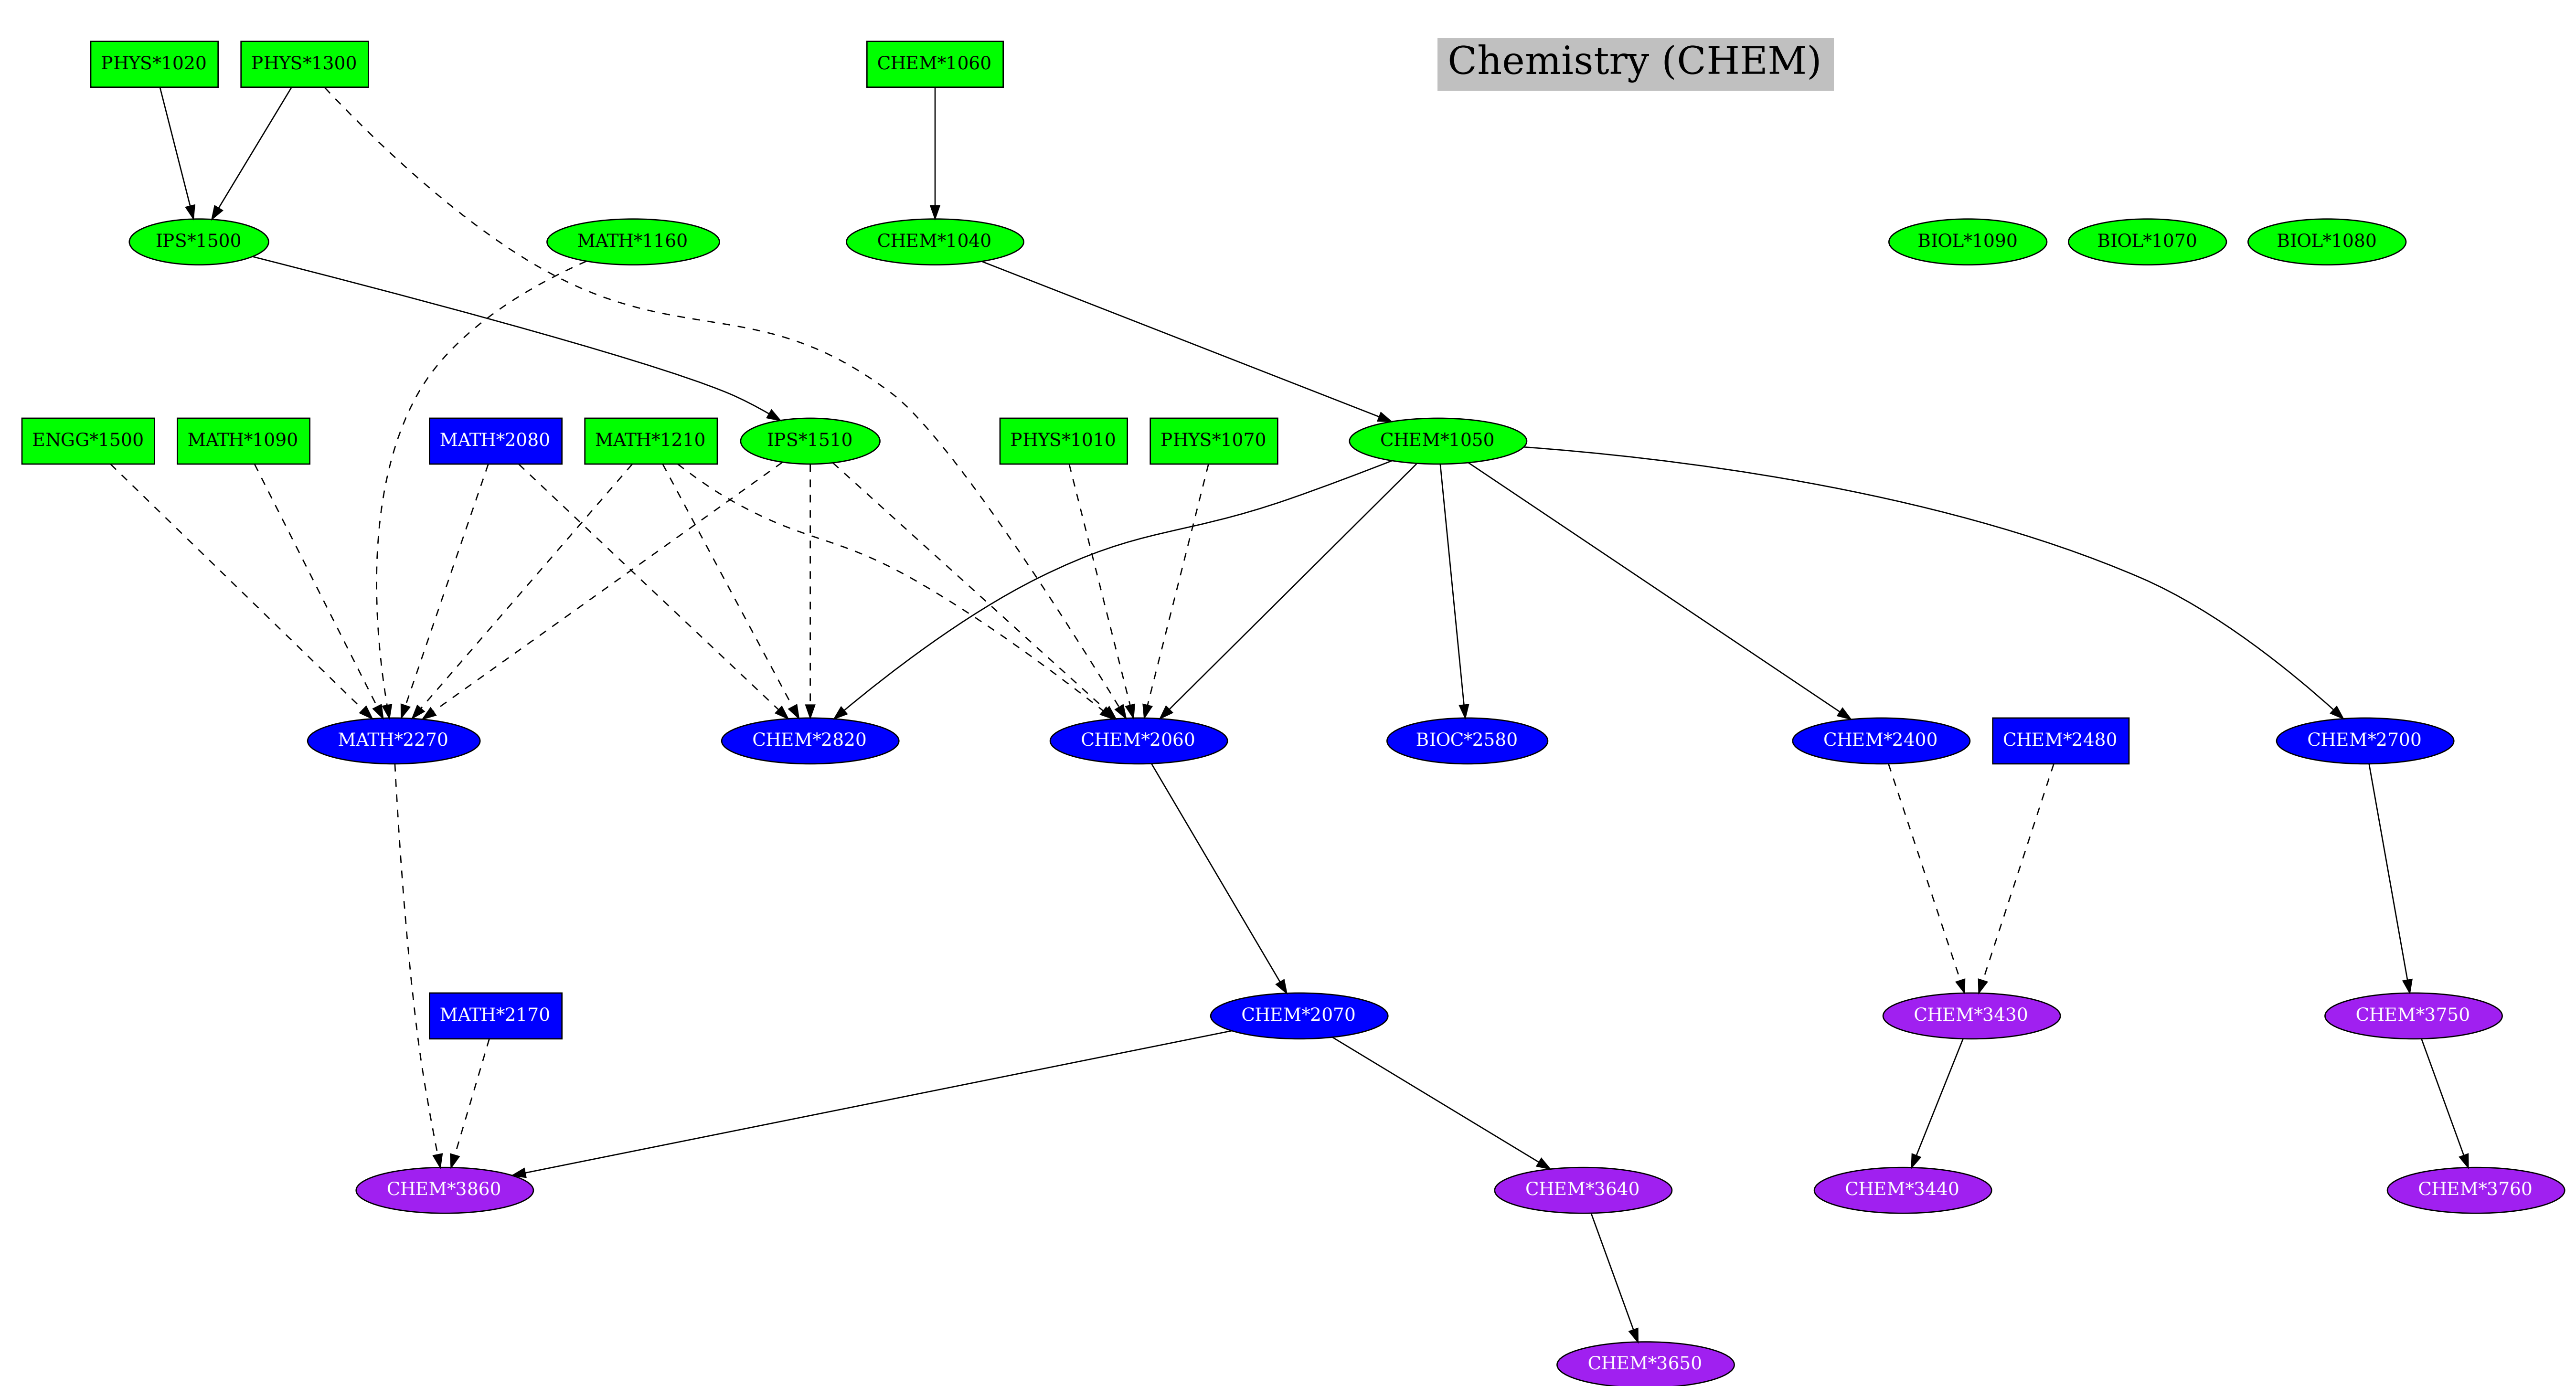 PHYS*1020
PHYS*1300
CHEM*1060
Chemistry (CHEM)
IPS*1500
MATH*1160
CHEM*1040
BIOL*1090
BIOL*1070
BIOL*1080
ENGG*1500
MATH*1090
MATH*2080
MATH*1210
IPS*1510
PHYS*1010
PHYS*1070
CHEM*1050
MATH*2270
CHEM*2820
CHEM*2060
BIOC*2580
CHEM*2400
CHEM*2480
CHEM*2700
MATH*2170
CHEM*2070
CHEM*3430
CHEM*3750
CHEM*3860
CHEM*3640
CHEM*3440
CHEM*3760
CHEM*3650